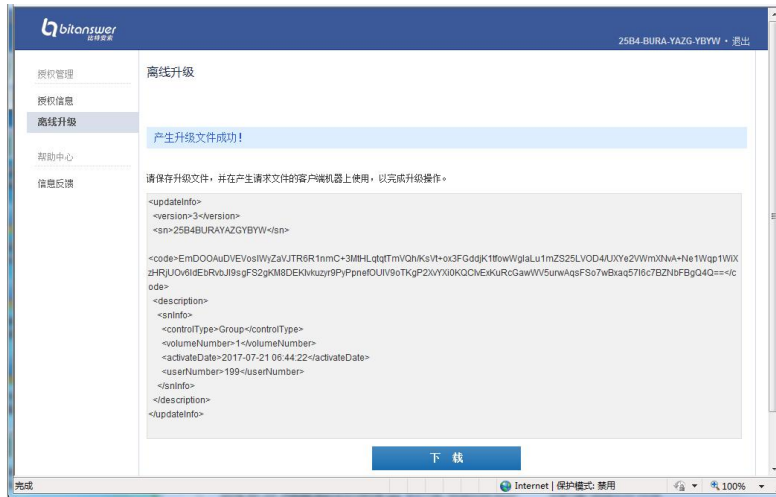 bitanswer
比特安索
25B4-BURA-YAZG-YBYW · 退出
授权管理
授权信息
离线升级
帮助中心
信息反馈
离线升级
产生升级文件成功！
请保存升级文件，并在产生请求文件的客户端机器上使用，以完成升级操作。
<updateInfo>
<version>3</version>
<sn>25B4BURAYAZGYBYW</sn>
<code>EmDOOAuDVEVosIWyZaVJTR6R1nmC+3MtHLqtqtTmVQh/KsVt+ox3FGddjK1tfowWglaLu1mZS25LVOD4/UXYe2VWmXNvA+Ne1Wqp1WiX
zHRjUOv6IdEbRvbJI9sgFS2gKM8DEKIvkuzyr9PyPpnefOUIV9oTKgP2XvYXi0KQClvExKuRcGawWV5urwAqsFSo7wBxaq57I6c7BZNbFBgQ4Q==</c
ode>
<description>
<snInfo>
<controlType>Group</controlType>
<volumeNumber>1</volumeNumber>
<activateDate>2017-07-21 06:44:22</activateDate>
<userNumber>199</userNumber>
</snInfo>
</description>
</updateInfo>
下 载
完成
Internet | 保护模式: 禁用
100%